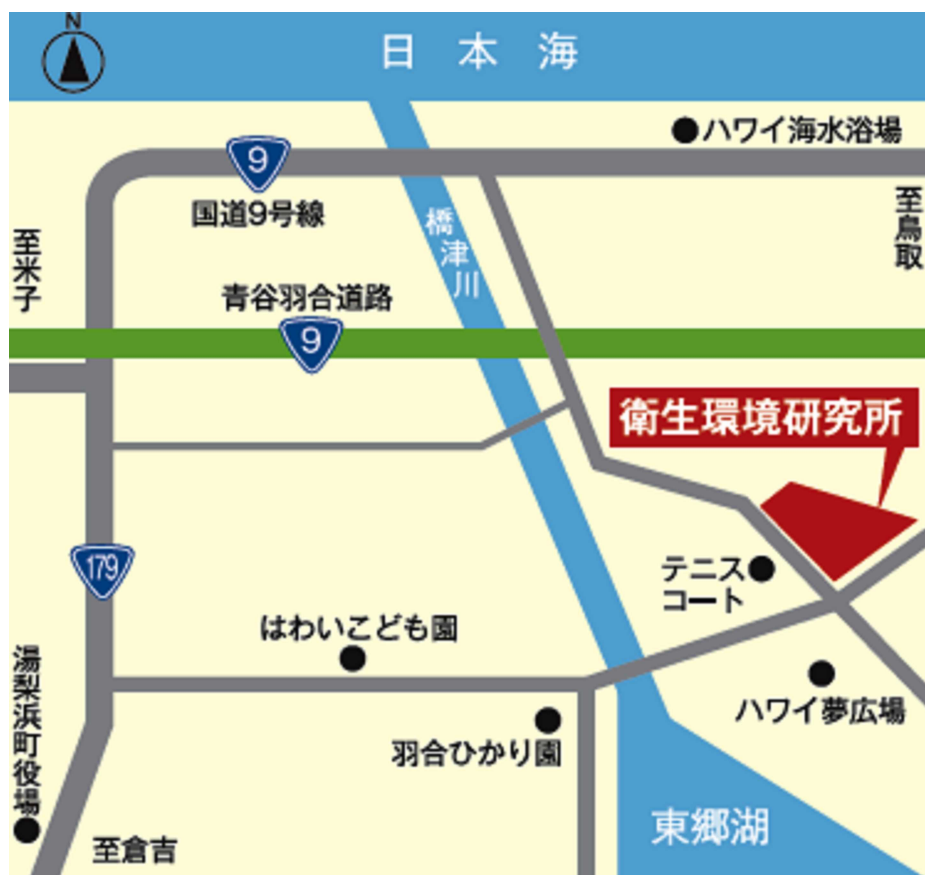 N
日本海
ハワイ海水浴場
9
国道9号線
至鳥取
橋津川
至米子
青谷羽合道路
9
衛生環境研究所
179
テニス
コート
はわいこども園
湯梨浜町役場
ハワイ夢広場
羽合ひかり園
東郷湖
至倉吉